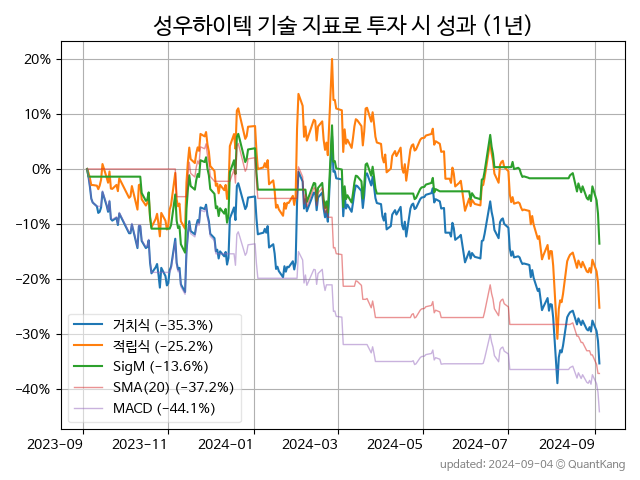 성우하이텍 기술 지표로 투자 시 성과 (1년)
20%
10%
0%
−10%
−20%
−30%
−40%
거치식 (−35.3%)
적립식 (−25.2%)
SigM (−13.6%)
SMA(20) (−37.2%)
MACD (−44.1%)
2023-09 2023-11 2024-01 2024-03 2024-05 2024-07 2024-09
updated: 2024-09-04 © QuantKang